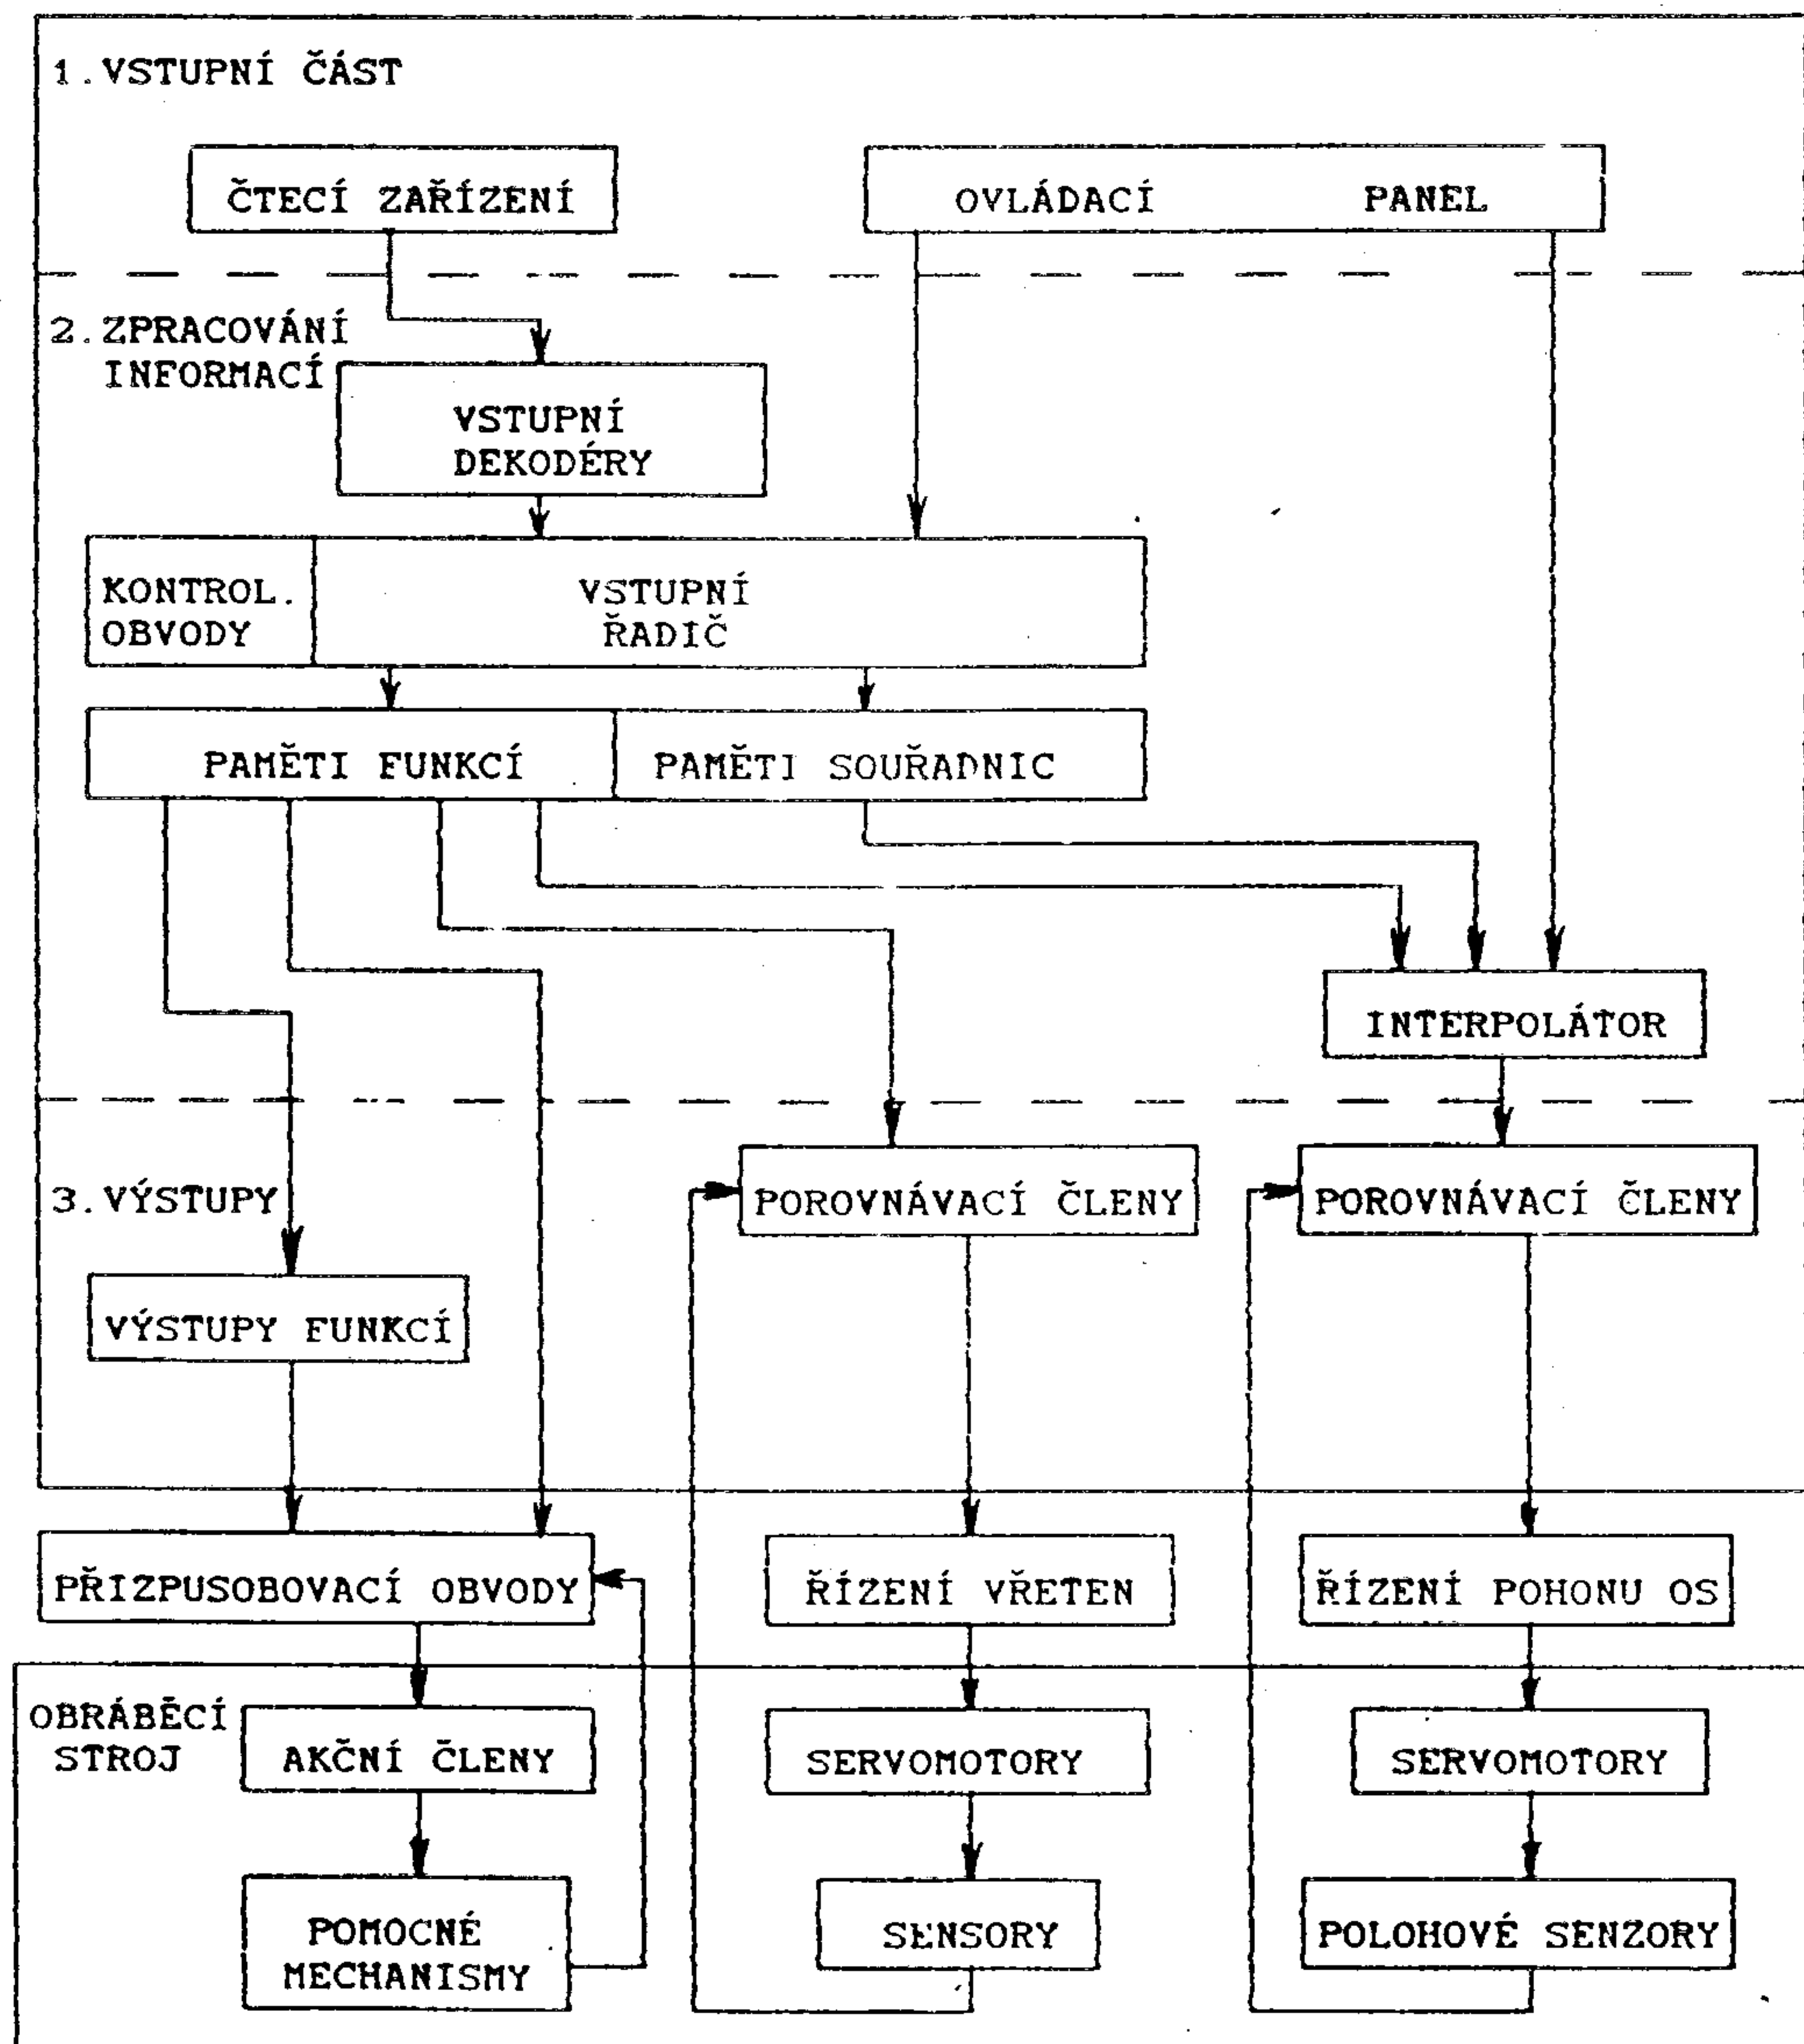 1.VSTUPNÍ ČÁST
ČTECÍ ZAŘÍZENÍ
OVLÁDACÍ PANEL
2.ZPRACOVÁNÍ
INFORMACÍ
VSTUPNÍ
DEKODÉRY
KONTROL.
OBVODY
VSTUPNÍ
ŘADIČ
PAMĚTI FUNKCÍ
PAMĚTI SOUŘADNIC
INTERPOLÁTOR
3.VÝSTUPY
POROVNÁVACÍ ČLENY
POROVNÁVACÍ ČLENY
VÝSTUPY FUNKCÍ
PŘIZPUSOBOVACÍ OBVODY
ŘÍZENÍ VŘETEN
ŘÍZENÍ POHONU OS
OBRÁBĚCÍ
STROJ
AKČNÍ ČLENY
SERVOMOTORY
SERVOMOTORY
POMOCNÉ
MECHANISMY
SENSORY
POLOHOVÉ SENZORY